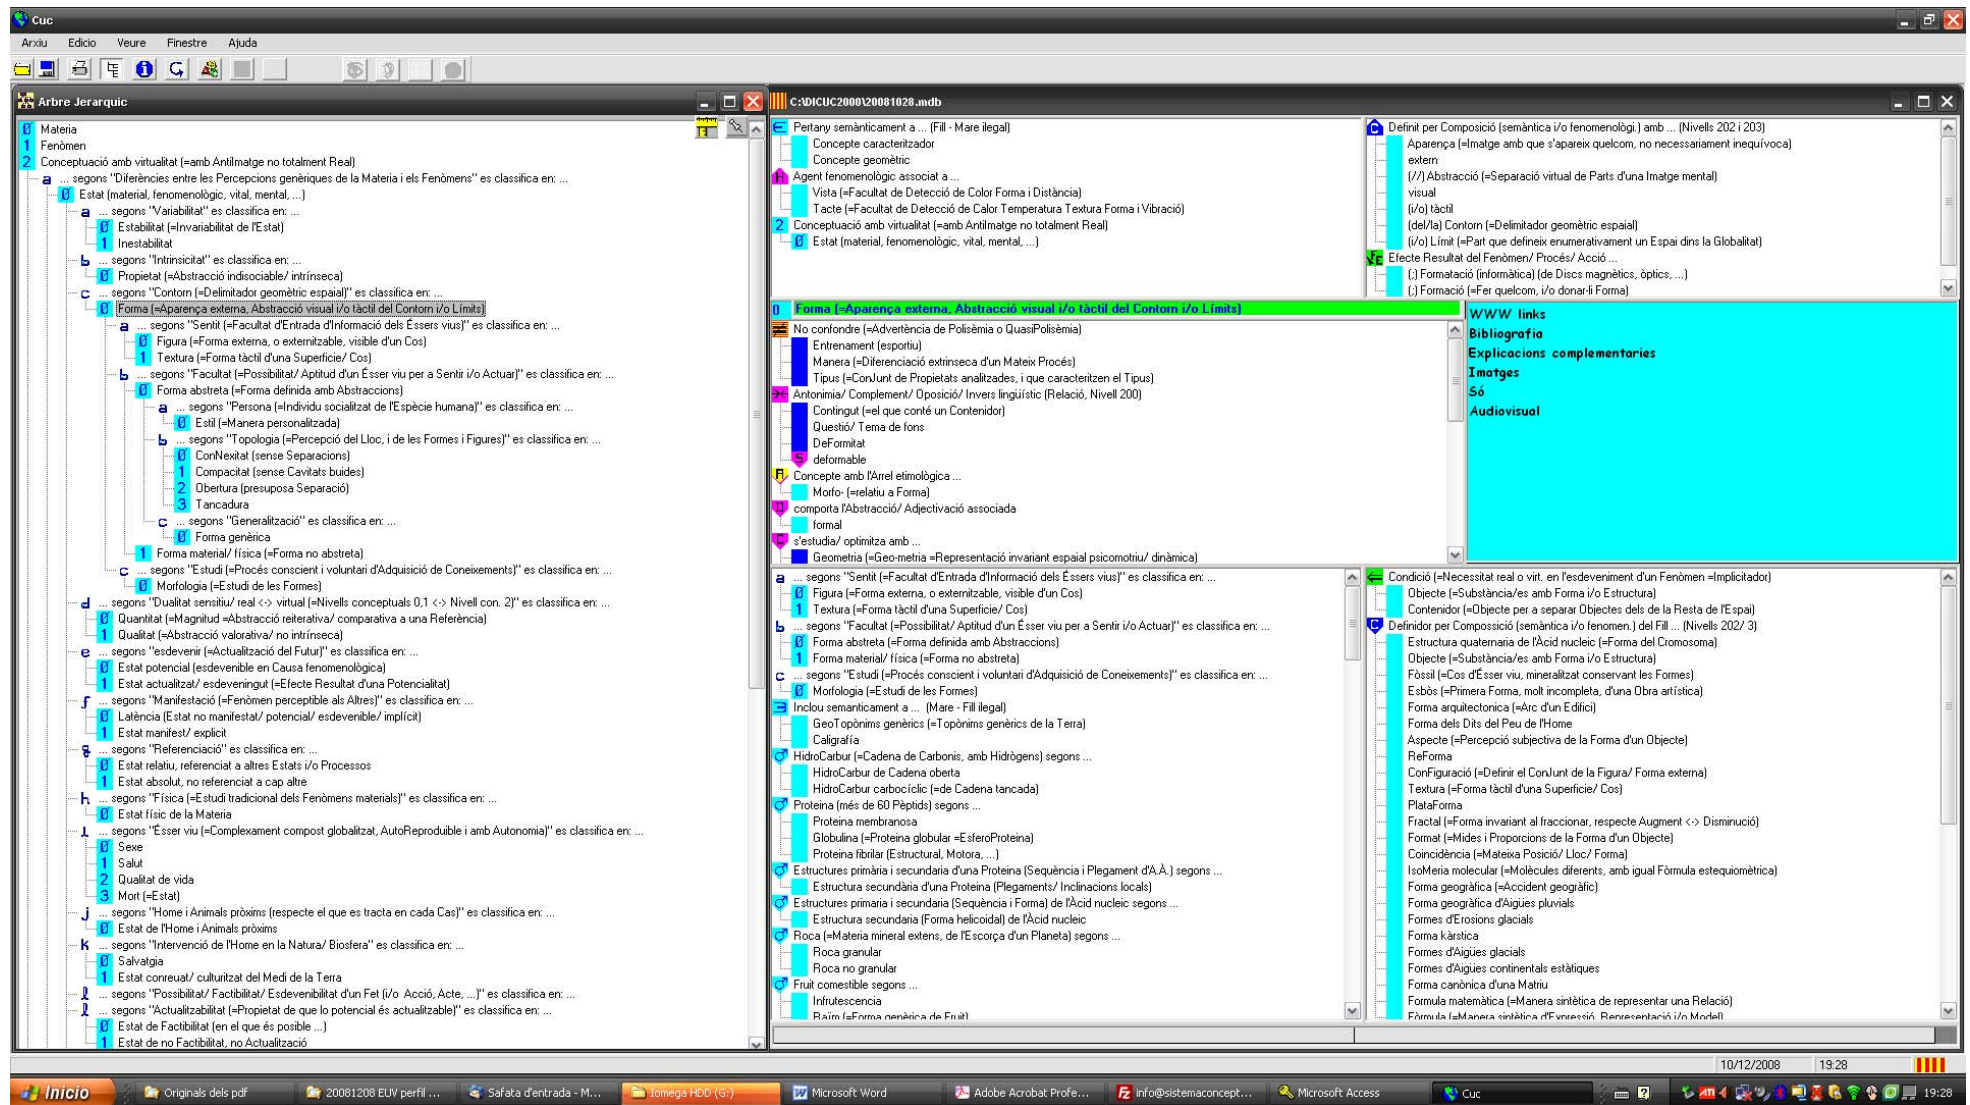 Cuc
Arxiu Edicio Veure Finestre Ajuda
Arbre Jerarquic
Materia
Fenòmen
Conceptuació amb virtualitat (=amb AntiImatge no totalment Real)
a ... segons "Diferències entre les Percepcions genèriques de la Materia i els Fenòmens" es classifica en: ...
0 Estat (material, fenomenològic, vital, mental, ...)
a ... segons "Variabilitat" es classifica en: ...
0 Estabilitat (=Invariabilitat de l'Estat)
1 Inestabilitat
b ... segons "Intrinsicitat" es classifica en: ...
0 Propietat (=Abstracció indisociable/ intrínseca)
c ... segons "Contorn (=Delimitador geomètric espaial)" es classifica en: ...
0 Forma (=Aparença externa, Abstracció visual i/o tàctil del Contorn i/o Límits)
a ... segons "Sentit (=Facultat d'Entrada d'Informació dels Éssers vius)" es classifica en: ...
0 Figura (=Forma externa, o externitzable, visible d'un Cos)
1 Textura (=Forma tàctil d'una Superficie/ Cos)
b ... segons "Facultat (=Possibilitat/ Aptitud d'un Ésser viu per a Sentir i/o Actuar)" es classifica en: ...
0 Forma abstreta (=Forma definida amb Abstraccions)
a ... segons "Persona (=Individu socialitzat de l'Espècie humana)" es classifica en: ...
0 Estil (=Manera personalitzada)
b ... segons "Topologia (=Percepció del Lloc, i de les Formes i Figures)" es classifica en: ...
0 ConNexitat (sense Separacions)
1 Compacitat (sense Cavitats buides)
2 Obertura (presuposa Separació)
3 Tancadura
c ... segons "Generalització" es classifica en: ...
0 Forma genèrica
1 Forma material/ física (=Forma no abstreta)
c ... segons "Estudi (=Procés conscient i voluntari d'Adquisició de Coneixements)" es classifica en: ...
0 Morfologia (=Estudi de les Formes)
d ... segons "Dualitat sensitiu/ real <-> virtual (=Nivells conceptuals 0,1 <-> Nivell con. 2)" es classifica en: ...
0 Quantitat (=Magnitud =Abstracció reiterativa/ comparativa a una Referència)
1 Qualitat (=Abstracció valorativa/ no intrínseca)
e ... segons "esdevenir (=Actualització del Futur)" es classifica en: ...
0 Estat potencial (esdevenible en Causa fenomenològica)
1 Estat actualitzat/ esdeveningut (=Efecte Resultat d'una Potencialitat)
f ... segons "Manifestació (=Fenòmen perceptible als Altres)" es classifica en: ...
0 Latència (Estat no manifestat/ potencial/ esdevenible/ implícit)
1 Estat manifest/ explicit
g ... segons "Referenciació" es classifica en: ...
0 Estat relatiu, referenciat a altres Estats i/o Processos
1 Estat absolut, no referenciat a cap altre
h ... segons "Física (=Estudi tradicional dels Fenòmens materials)" es classifica en: ...
0 Estat físic de la Materia
i ... segons "Ésser viu (=Complexament compost globalitzat, AutoReproduible i amb Autonomia)" es classifica en: ...
0 Sexe
1 Salut
2 Qualitat de vida
3 Mort (=Estat)
j ... segons "Home i Animals pròxims (respecte el que es tracta en cada Cas)" es classifica en: ...
0 Estat de l'Home i Animals pròxims
k ... segons "Intervenció de l'Home en la Natura/ Biosfera" es classifica en: ...
0 Salvatgia
1 Estat conreuat/ culturitzat del Medi de la Terra
l ... segons "Possibilitat/ Factibilitat/ Esdevenibilitat d'un Fet (i/o Acció, Acte, ...)" es classifica en: ...
l ... segons "Actualitzabilitat (=Propietat de que lo potencial és actualitzable)" es classifica en: ...
0 Estat de Factibilitat (en el que és posible ...)
1 Estat de no Factibilitat, no Actualització
C:\DICUC2000\20081028.mdb
Pertany semànticament a ... (Fill - Mare ilegal)
Concepte caracteritzador
Concepte geomètric
Agent fenomenològic associat a ...
Vista (=Facultat de Detecció de Color Forma i Distància)
Tacte (=Facultat de Detecció de Calor Temperatura Textura Forma i Vibració)
2 Conceptuació amb virtualitat (=amb AntiImatge no totalment Real)
0 Estat (material, fenomenològic, vital, mental, ...)
Definit per Composició (semàntica i/o fenomenològi.) amb ... (Nivells 202 i 203)
Aparença (=Imatge amb que s'apareix quelcom, no necessariament inequívoca)
extern
(//) Abstracció (=Separació virtual de Parts d'una Imatge mental)
visual
(i/o) tàctil
(del/la) Contorn (=Delimitador geomètric espaial)
(i/o) Límit (=Part que defineix enumerativament un Espai dins la Globalitat)
Efecte Resultat del Fenòmen/ Procés/ Acció ...
(;) Formatació (informàtica) (de Discs magnètics, òptics, ...)
(;) Formació (=Fer quelcom, i/o donar-li Forma)
0 Forma (=Aparença externa, Abstracció visual i/o tàctil del Contorn i/o Límits)
No confondre (=Advertència de Polisèmia o QuasiPolisèmia)
Entrenament (esportiu)
Manera (=Diferenciació extrinseca d'un Mateix Procés)
Tipus (=ConJunt de Propietats analitzades, i que caracteritzen el Tipus)
Antonimia/ Complement/ Oposició/ Invers lingüístic (Relació, Nivell 200)
Contingut (=el que conté un Contenidor)
Questió/ Tema de fons
DeFormitat
deformable
Concepte amb l'Arrel etimològica ...
Morfo- (=relatiu a Forma)
comporta l'Abstracció/ Adjectivació associada
formal
s'estudia/ optimitza amb ...
Geometria (=Geo-metria =Representació invariant espaial psicomotriu/ dinàmica)
WWW links
Bibliografia
Explicacions complementaries
Imatges
Só
Audiovisual
a ... segons "Sentit (=Facultat d'Entrada d'Informació dels Éssers vius)" es classifica en: ...
0 Figura (=Forma externa, o externitzable, visible d'un Cos)
1 Textura (=Forma tàctil d'una Superficie/ Cos)
b ... segons "Facultat (=Possibilitat/ Aptitud d'un Ésser viu per a Sentir i/o Actuar)" es classifica en: ...
0 Forma abstreta (=Forma definida amb Abstraccions)
1 Forma material/ física (=Forma no abstreta)
c ... segons "Estudi (=Procés conscient i voluntari d'Adquisició de Coneixements)" es classifica en: ...
0 Morfologia (=Estudi de les Formes)
Inclou semanticament a ... (Mare - Fill ilegal)
GeoTopònims genèrics (=Topònims genèrics de la Terra)
Caligrafía
HidroCarbur (=Cadena de Carbonis, amb Hidrògens) segons ...
HidroCarbur de Cadena oberta
HidroCarbur carbocíclic (=de Cadena tancada)
Proteina (més de 60 Pèptids) segons ...
Proteina membranosa
Globulina (=Proteina globular =EsferoProteina)
Proteina fibrilar (Estructural, Motora, ...)
Estructures primària i secundaria d'una Proteina (Sequència i Plegament d'A.À.) segons ...
Estructura secundària d'una Proteina (Plegaments/ Inclinacions locals)
Estructures primaria i secundaria (Sequència i Forma) de l'Àcid nucleic segons ...
Estructura secundaria (Forma helicoidal) de l'Àcid nucleic
Roca (=Materia mineral extens, de l'Escorça d'un Planeta) segons ...
Roca granular
Roca no granular
Fruit comestible segons ...
Infrutescencia
Raïm (=Forma genèrica de Fruit)
Condició (=Necessitat real o virt. en l'esdeveniment d'un Fenòmen =Implicitador)
Objecte (=Substància/es amb Forma i/o Estructura)
Contenidor (=Objecte per a separar Objectes dels de la Resta de l'Espai)
Definidor per Compossició (semàntica i/o fenomen.) del Fill ... (Nivells 202/ 3)
Estructura quaternaria de l'Àcid nucleic (=Forma del Cromosoma)
Objecte (=Substància/es amb Forma i/o Estructura)
Fòssil (=Cos d'Ésser viu, mineralitzat conservant les Formes)
Esbòs (=Primera Forma, molt incompleta, d'una Obra artística)
Forma arquitectonica (=Arc d'un Edifici)
Forma dels Dits del Peu de l'Home
Aspecte (=Percepció subjectiva de la Forma d'un Objecte)
ReForma
ConFiguració (=Definir el ConJunt de la Figura/ Forma externa)
Textura (=Forma tàctil d'una Superficie/ Cos)
PlataForma
Fractal (=Forma invariant al fraccionar, respecte Augment <-> Disminució)
Format (=Mides i Proporcions de la Forma d'un Objecte)
Coincidència (=Mateixa Posició/ Lloc/ Forma)
IsoMeria molecular (=Molècules diferents, amb igual Fòrmula estequiomètrica)
Forma geogràfica (=Accident geogràfic)
Forma geogràfica d'Aigües pluvials
Formes d'Erosions glacials
Forma kàrstica
Formes d'Aigües glacials
Formes d'Aigües continentals estàtiques
Forma canònica d'una Matriu
Formula matemàtica (=Manera sintètica de representar una Relació)
Fòrmula (=Manera sintètica d'Expressió, Representació i/o Model)
10/12/2008 19:28
Inicio Originals dels pdf 20081208 EUV perfil ... Safata d'entrada - M... Iomega HDD (G:) Microsoft Word Adobe Acrobat Profe... info@sistemaconcept... Microsoft Access Cuc 19:28